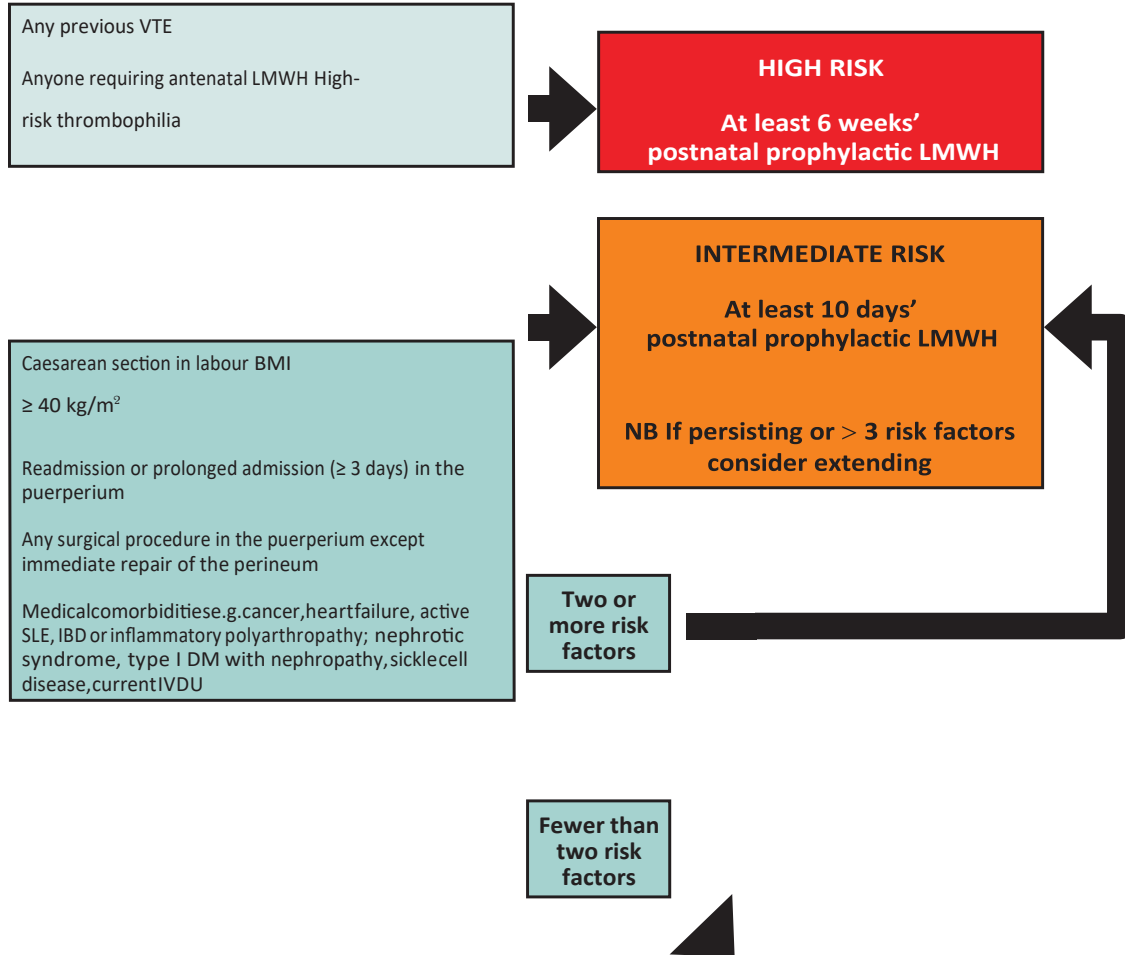 Any previous VTE
Anyone requiring antenatal LMWH High-
risk thrombophilia
HIGH RISK
At least 6 weeks’
postnatal prophylactic LMWH
INTERMEDIATE RISK
At least 10 days’
postnatal prophylactic LMWH
NB If persisting or > 3 risk factors
consider extending
Caesarean section in labour BMI
≥ 40 kg/m²
Readmission or prolonged admission (≥ 3 days) in the
puerperium
Any surgical procedure in the puerperium except
immediate repair of the perineum
Medicalcomorbiditiese.g.cancer,heartfailure, active
SLE, IBD or inflammatory polyarthropathy; nephrotic
syndrome, type I DM with nephropathy,sicklecell
disease,currentIVDU
Two or
more risk
factors
Fewer than
two risk
factors